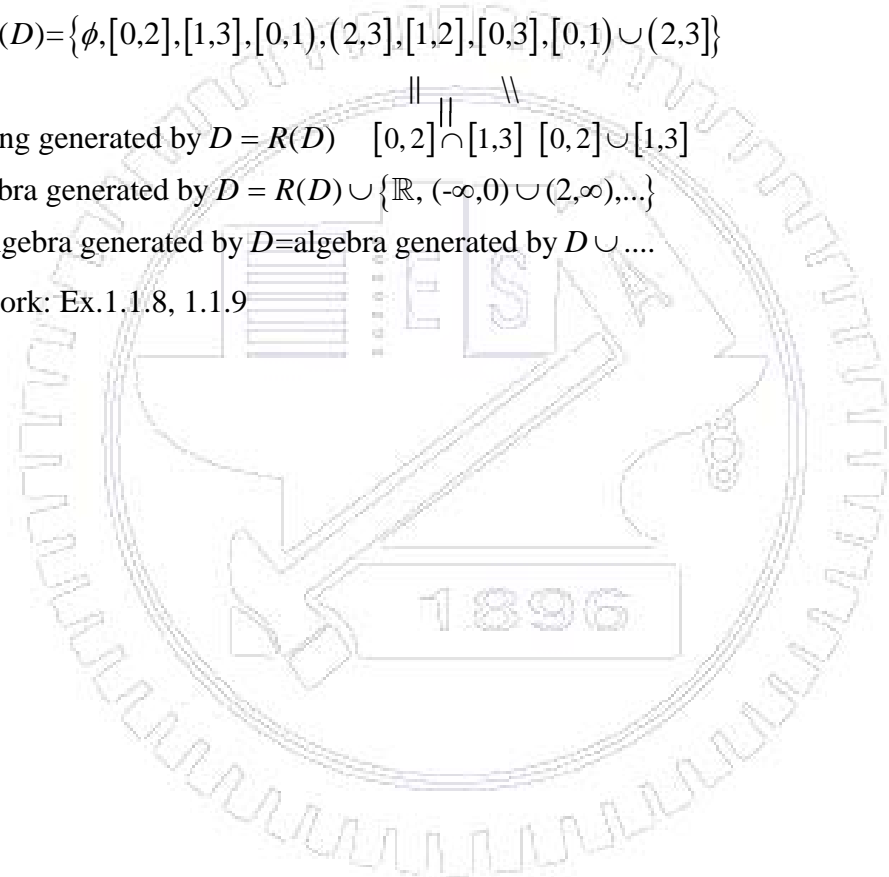 (D)={ϕ,[0,2],[1,3],[0,1),(2,3],[1,2],[0,3],[0,1)∪(2,3]}
|| || \\
ng generated by D = R(D) [0,2]∩[1,3] [0,2]∪[1,3]
bra generated by D = R(D)∪{ℝ, (-∞,0)∪(2,∞),...}
lgebra generated by D=algebra generated by D∪....
ork: Ex.1.1.8, 1.1.9
E S A
1896